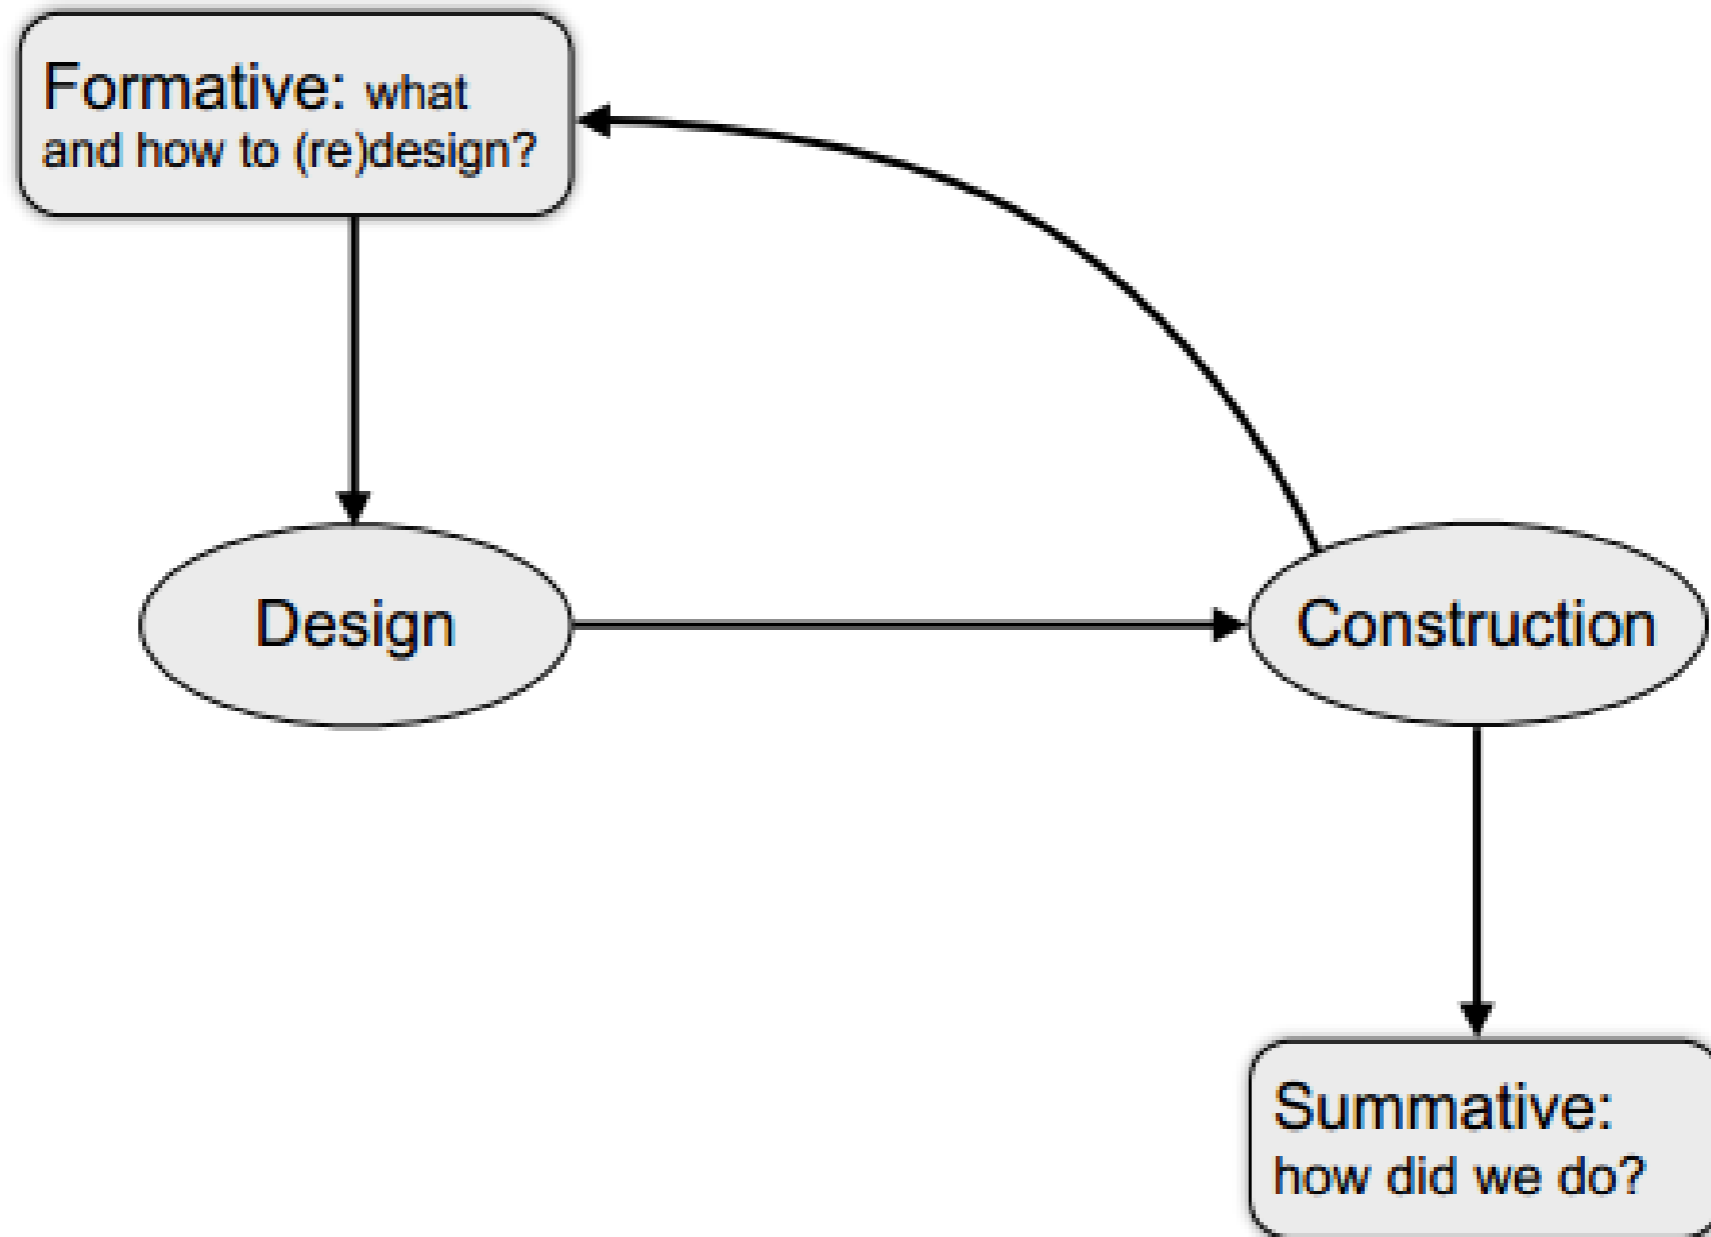 Formative: what
and how to (re)design?
Design
Construction
Summative:
how did we do?